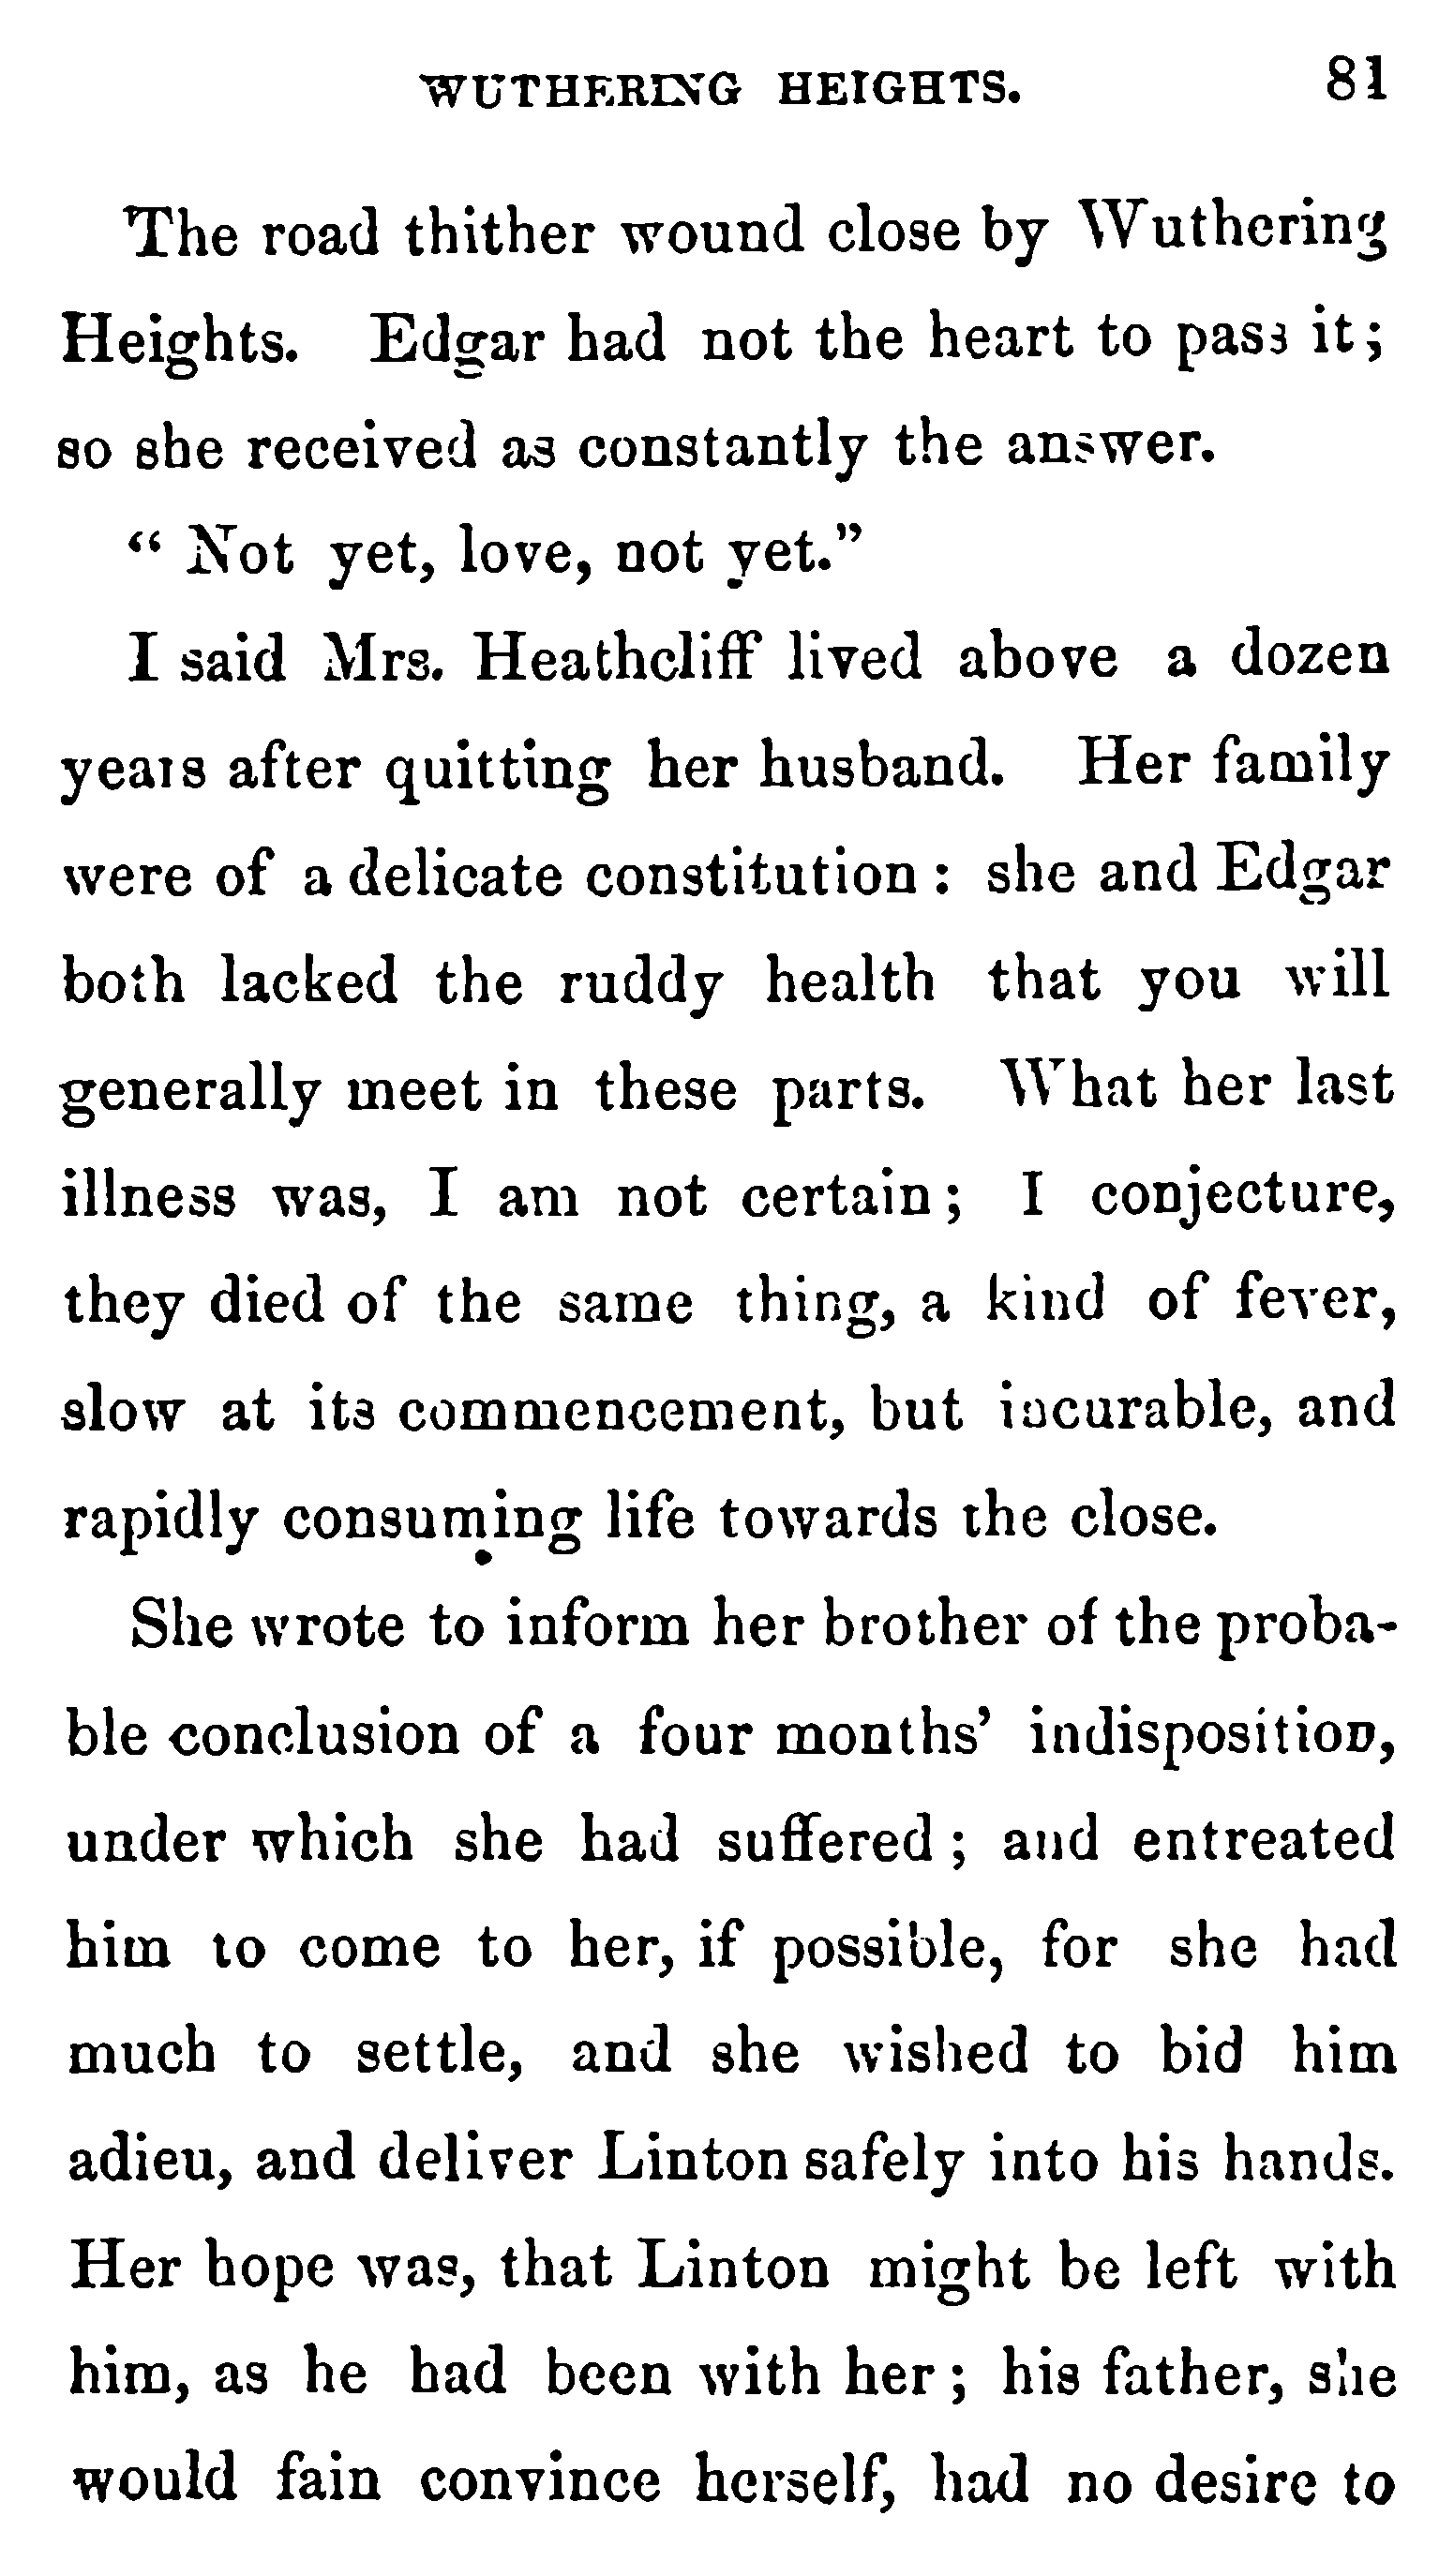 WUTHERING HEIGHTS. 81
The road thither wound close by Wuthering
Heights. Edgar had not the heart to pass it;
so she received as constantly the answer.
“ Not yet, love, not yet.”
I said Mrs. Heathcliff lived above a dozen
years after quitting her husband. Her family
were of a delicate constitution : she and Edgar
both lacked the ruddy health that you will
generally meet in these parts. What her last
illness was, I am not certain; I conjecture,
they died of the same thing, a kind of fever,
slow at its commencement, but incurable, and
rapidly consuming life towards the close.
She wrote to inform her brother of the proba-
ble conclusion of a four months’ indisposition,
under which she had suffered ; and entreated
him to come to her, if possible, for she had
much to settle, and she wished to bid him
adieu, and deliver Linton safely into his hands.
Her hope was, that Linton might be left with
him, as he had been with her ; his father, she
would fain convince herself, had no desire to